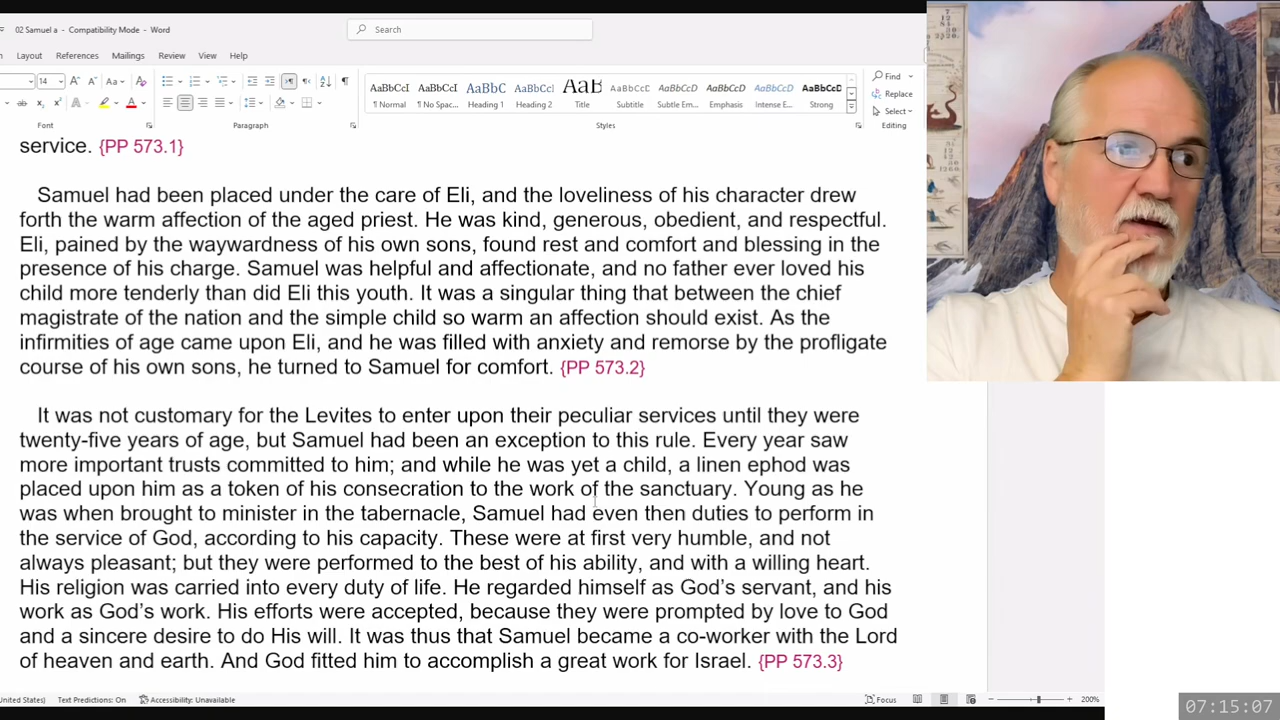 02 Samuel a - Compatibility Mode - Word
Search
Layout References Mailings Review View Help
14
Aa
AaBbCcI AaBbCcI AaBbC AaBbCcI AaB AaBbCcD AaBbCcD AaBbCcD AaBbCcD AaBbCcD
¶ Normal ¶ No Spac... Heading 1 Heading 2 Title Subtitle Subtle Em... Emphasis Intense E... Strong
Find
Replace
Select
Font Paragraph Styles Editing
service. {PP 573.1}
Samuel had been placed under the care of Eli, and the loveliness of his character drew
forth the warm affection of the aged priest. He was kind, generous, obedient, and respectful.
Eli, pained by the waywardness of his own sons, found rest and comfort and blessing in the
presence of his charge. Samuel was helpful and affectionate, and no father ever loved his
child more tenderly than did Eli this youth. It was a singular thing that between the chief
magistrate of the nation and the simple child so warm an affection should exist. As the
infirmities of age came upon Eli, and he was filled with anxiety and remorse by the profligate
course of his own sons, he turned to Samuel for comfort. {PP 573.2}
It was not customary for the Levites to enter upon their peculiar services until they were
twenty-five years of age, but Samuel had been an exception to this rule. Every year saw
more important trusts committed to him; and while he was yet a child, a linen ephod was
placed upon him as a token of his consecration to the work of the sanctuary. Young as he
was when brought to minister in the tabernacle, Samuel had even then duties to perform in
the service of God, according to his capacity. These were at first very humble, and not
always pleasant; but they were performed to the best of his ability, and with a willing heart.
His religion was carried into every duty of life. He regarded himself as God's servant, and his
work as God's work. His efforts were accepted, because they were prompted by love to God
and a sincere desire to do His will. It was thus that Samuel became a co-worker with the Lord
of heaven and earth. And God fitted him to accomplish a great work for Israel. {PP 573.3}
United States) Text Predictions: On Accessibility: Unavailable Focus 200%
07:15:07